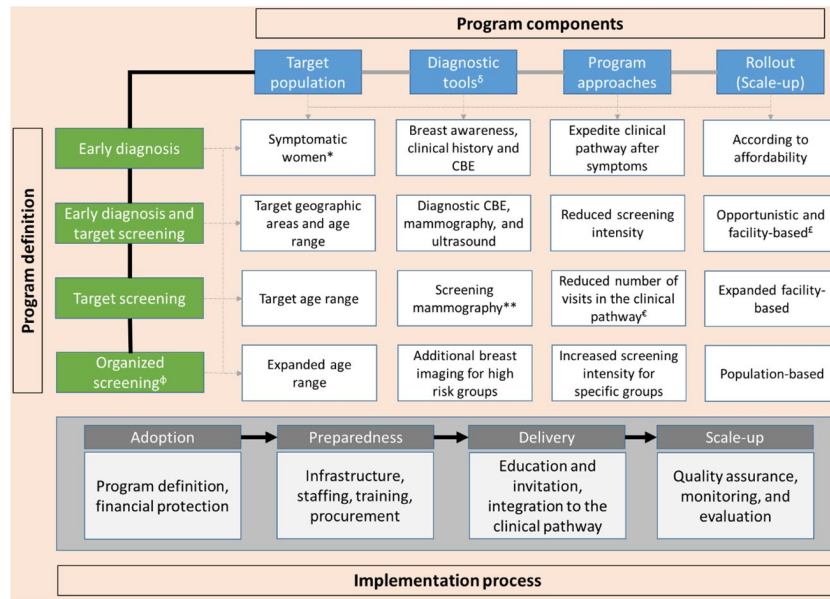 Program components
Target
population
Diagnostic
tools⁸
Program
approaches
Rollout
(Scale-up)
Program definition
Early diagnosis
Symptomatic
women*
Breast awareness,
clinical history and
CBE
Expedite clinical
pathway after
symptoms
According to
affordability
Early diagnosis and
target screening
Target geographic
areas and age
range
Diagnostic CBE,
mammography, and
ultrasound
Reduced screening
intensity
Opportunistic and
facility-based£
Target screening
Target age range
Screening
mammography**
Reduced number of
visits in the clinical
pathway€
Expanded facility-
based
Organized
screeningᶲ
Expanded age
range
Additional breast
imaging for high
risk groups
Increased screening
intensity for
specific groups
Population-based
Adoption
Program definition,
financial protection
Preparedness
Infrastructure,
staffing, training,
procurement
Delivery
Education and
invitation,
integration to the
clinical pathway
Scale-up
Quality assurance,
monitoring, and
evaluation
Implementation process